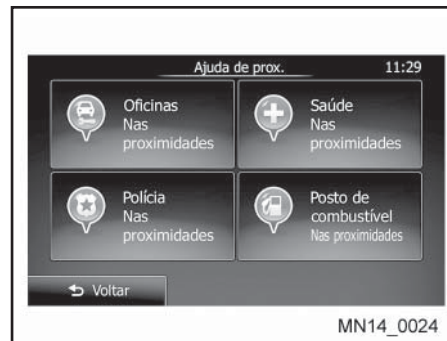 Ajuda de prox.
11:29
Oficinas
Nas
proximidades
Saúde
Nas
proximidades
Polícia
Nas
proximidades
Posto de
combustível
Nas proximidades
Voltar
MN14_0024